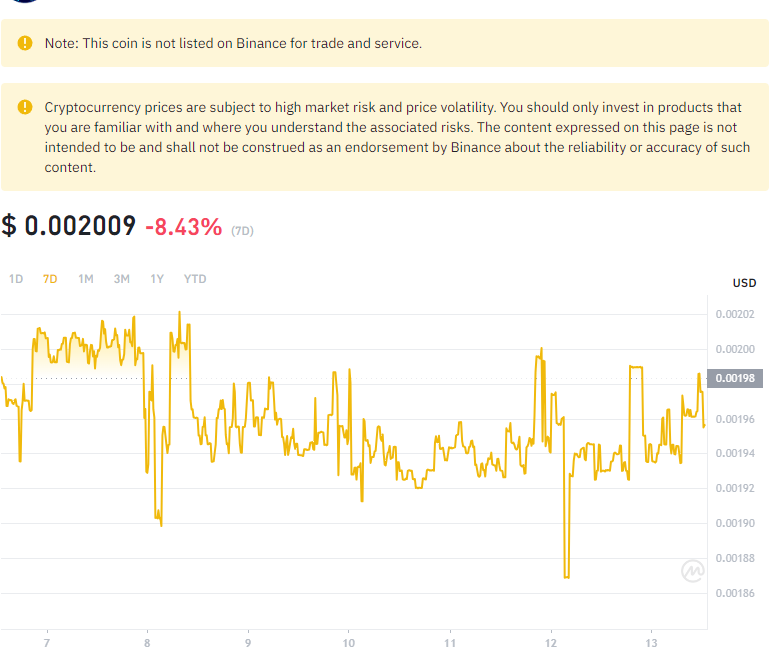 Note: This coin is not listed on Binance for trade and service.
Cryptocurrency prices are subject to high market risk and price volatility. You should only invest in products that
you are familiar with and where you understand the associated risks. The content expressed on this page is not
intended to be and shall not be construed as an endorsement by Binance about the reliability or accuracy of such
content.
$ 0.002009 -8.43% (7D)
1D 7D 1M 3M 1Y YTD
USD
0.00202
0.00200
0.00198
0.00196
0.00194
0.00192
0.00190
0.00188
0.00186
7 8 9 10 11 12 13